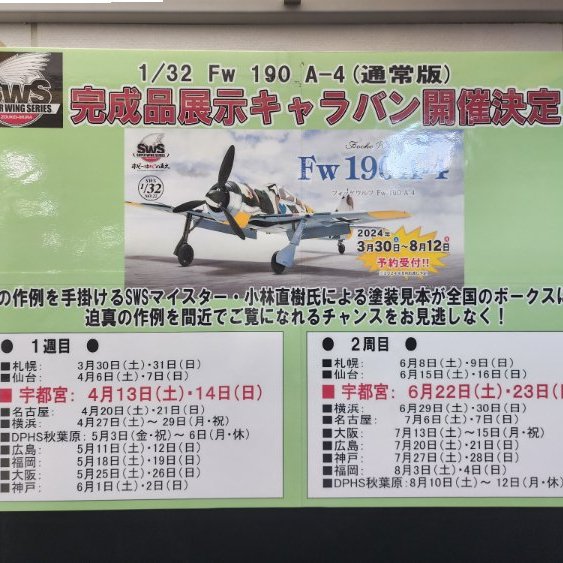 SWS
ER WING SERIES
ZOUKEI-MURA
1/32 Fw 190 A-4(通常版)
完成品展示キャラバン開催決定
SWS
SWS
1/32
Focke
Fw 190 A-4
フォッケウルフ Fw 190 A-4
2024年
3月30日㊏～8月12日
予約受付!!
の作例を手掛けるSWSマイスター・小林直樹氏による塗装見本が全国のボークスに
迫真の作例を間近でご覧になれるチャンスをお見逃しなく！
● 1週目 ●
■札幌: 3月30日(土)・31日(日)
■仙台: 4月6日(土)・7日(日)
■宇都宮: 4月13日(土)・14日(日)
■名古屋: 4月20日(土)・21日(日)
■横浜: 4月27日(土)～ 29日(月・祝)
■DPHS秋葉原: 5月3日(金・祝)～ 6日(月・休)
■広島: 5月11日(土)・12日(日)
■福岡: 5月18日(土)・19日(日)
■大阪: 5月25日(土)・26日(日)
■神戸: 6月1日(土)・2日(日)
● 2周目 ●
■札幌: 6月8日(土)・9日(日)
■仙台: 6月15日(土)・16日(日)
■宇都宮: 6月22日(土)・23日(日
■横浜: 6月29日(土)・30日(日)
■名古屋: 7月6日(土)・7日(日)
■大阪: 7月13日(土)～15日(月・祝)
■広島: 7月20日(土)・21日(日)
■神戸: 7月27日(土)・28日(日)
■福岡: 8月3日(土)・4日(日)
■DPHS秋葉原: 8月10日(土)～ 12日(月・休)